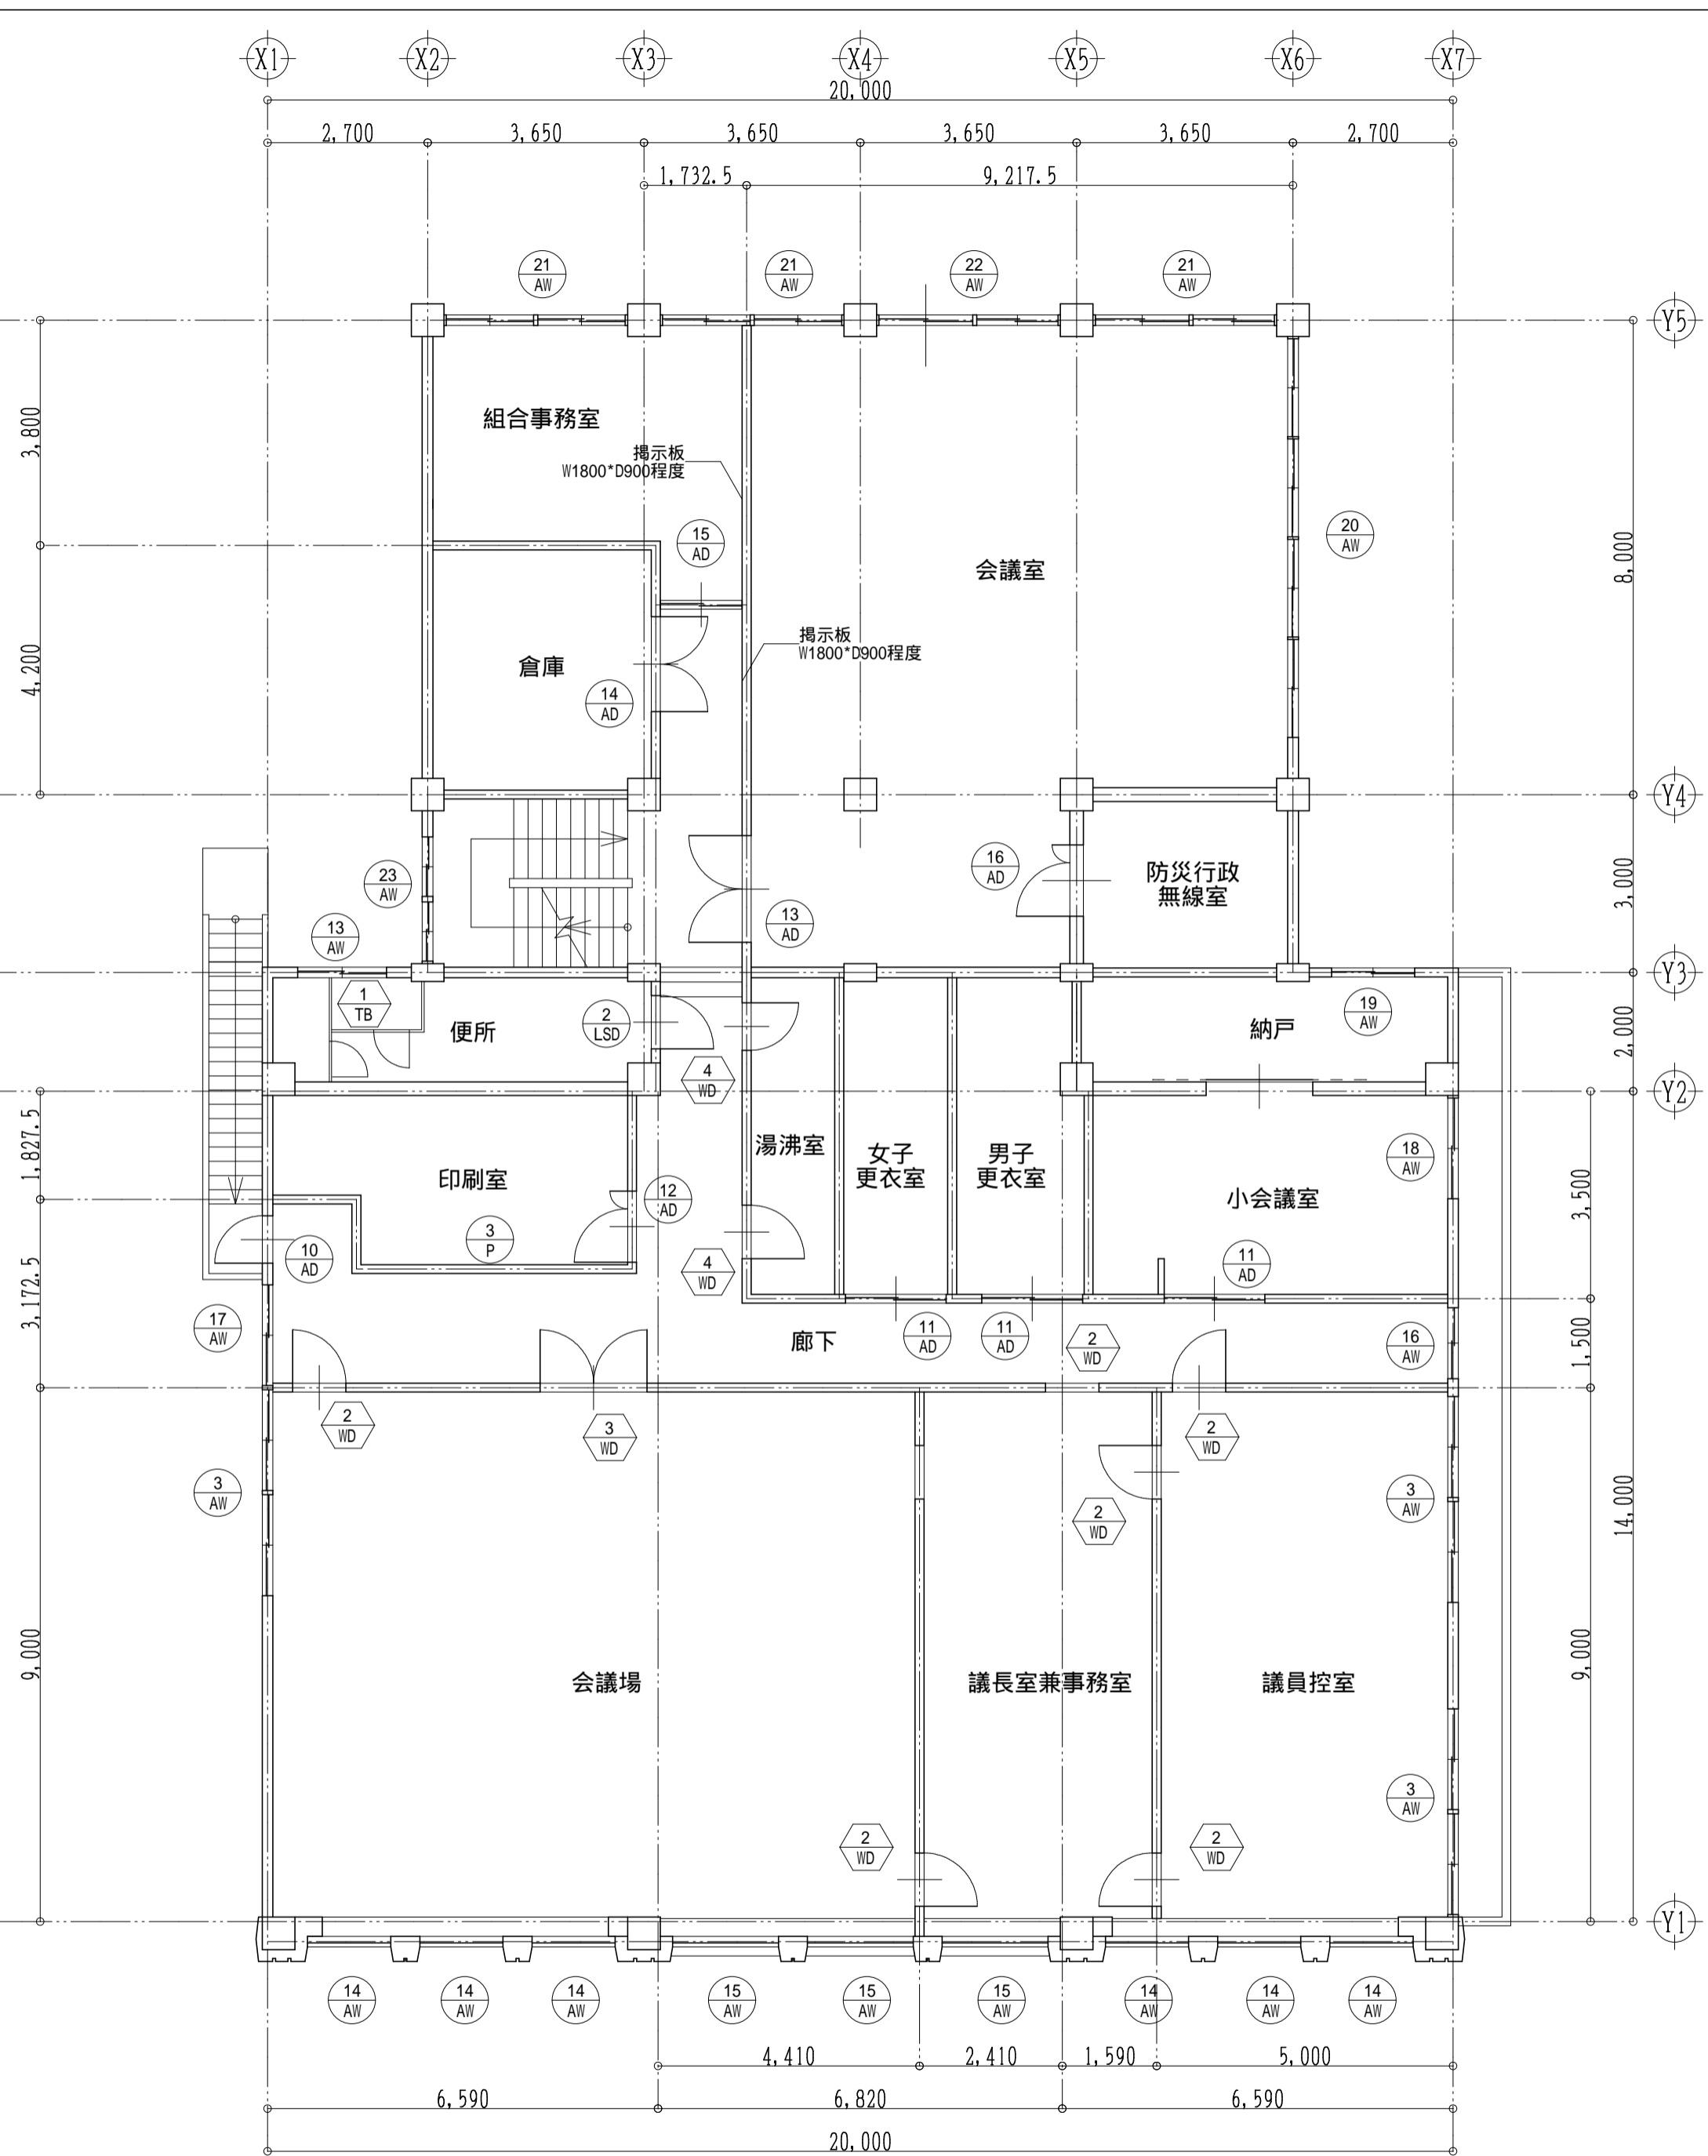 X1 X2 X3 X4 X5 X6 X7
20,000
2,700 3,650 3,650 3,650 3,650 2,700
1,732.5 9,217.5
21 21 22 21
AW AW AW AW
Y5
3,800
組合事務室
掲示板
W1800*D900程度
15
AD
20
AW
8,000
会議室
4,200
倉庫
掲示板
W1800*D900程度
14
AD
Y4
23
AW
16
AD
防災行政
無線室
3,000
13
AW
13
AD
Y3
1
TB
便所
2
LSD
納戸
19
AW
2,000
4
WD
Y2
1,827.5
湯沸室
女子
更衣室
男子
更衣室
18
AW
印刷室
12
AD
小会議室
3,500
3
P
10
AD
4
WD
11
AD
3,172.5
17
AW
廊下
11
AD
11
AD
2
WD
16
AW
1,500
2
WD
3
WD
2
WD
3
AW
2
WD
3
AW
14,000
9,000
会議場
議長室兼事務室
議員控室
9,000
3
AW
2
WD
2
WD
Y1
14 14 14 15 15 15 14 14 14
AW AW AW AW AW AW AW AW AW
4,410 2,410 1,590 5,000
6,590 6,820 6,590
20,000